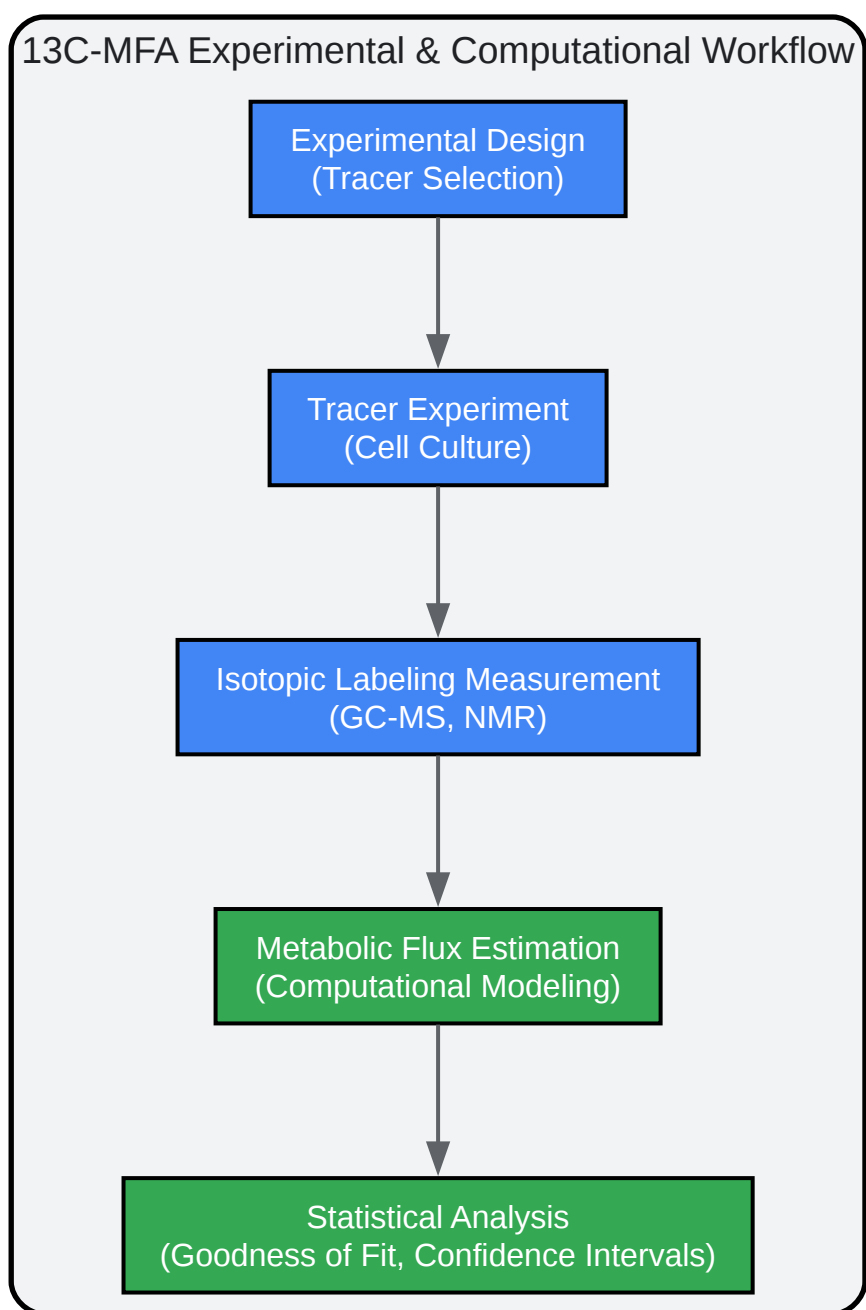 13C-MFA Experimental & Computational Workflow
Experimental Design
(Tracer Selection)
Tracer Experiment
(Cell Culture)
Isotopic Labeling Measurement
(GC-MS, NMR)
Metabolic Flux Estimation
(Computational Modeling)
Statistical Analysis
(Goodness of Fit, Confidence Intervals)